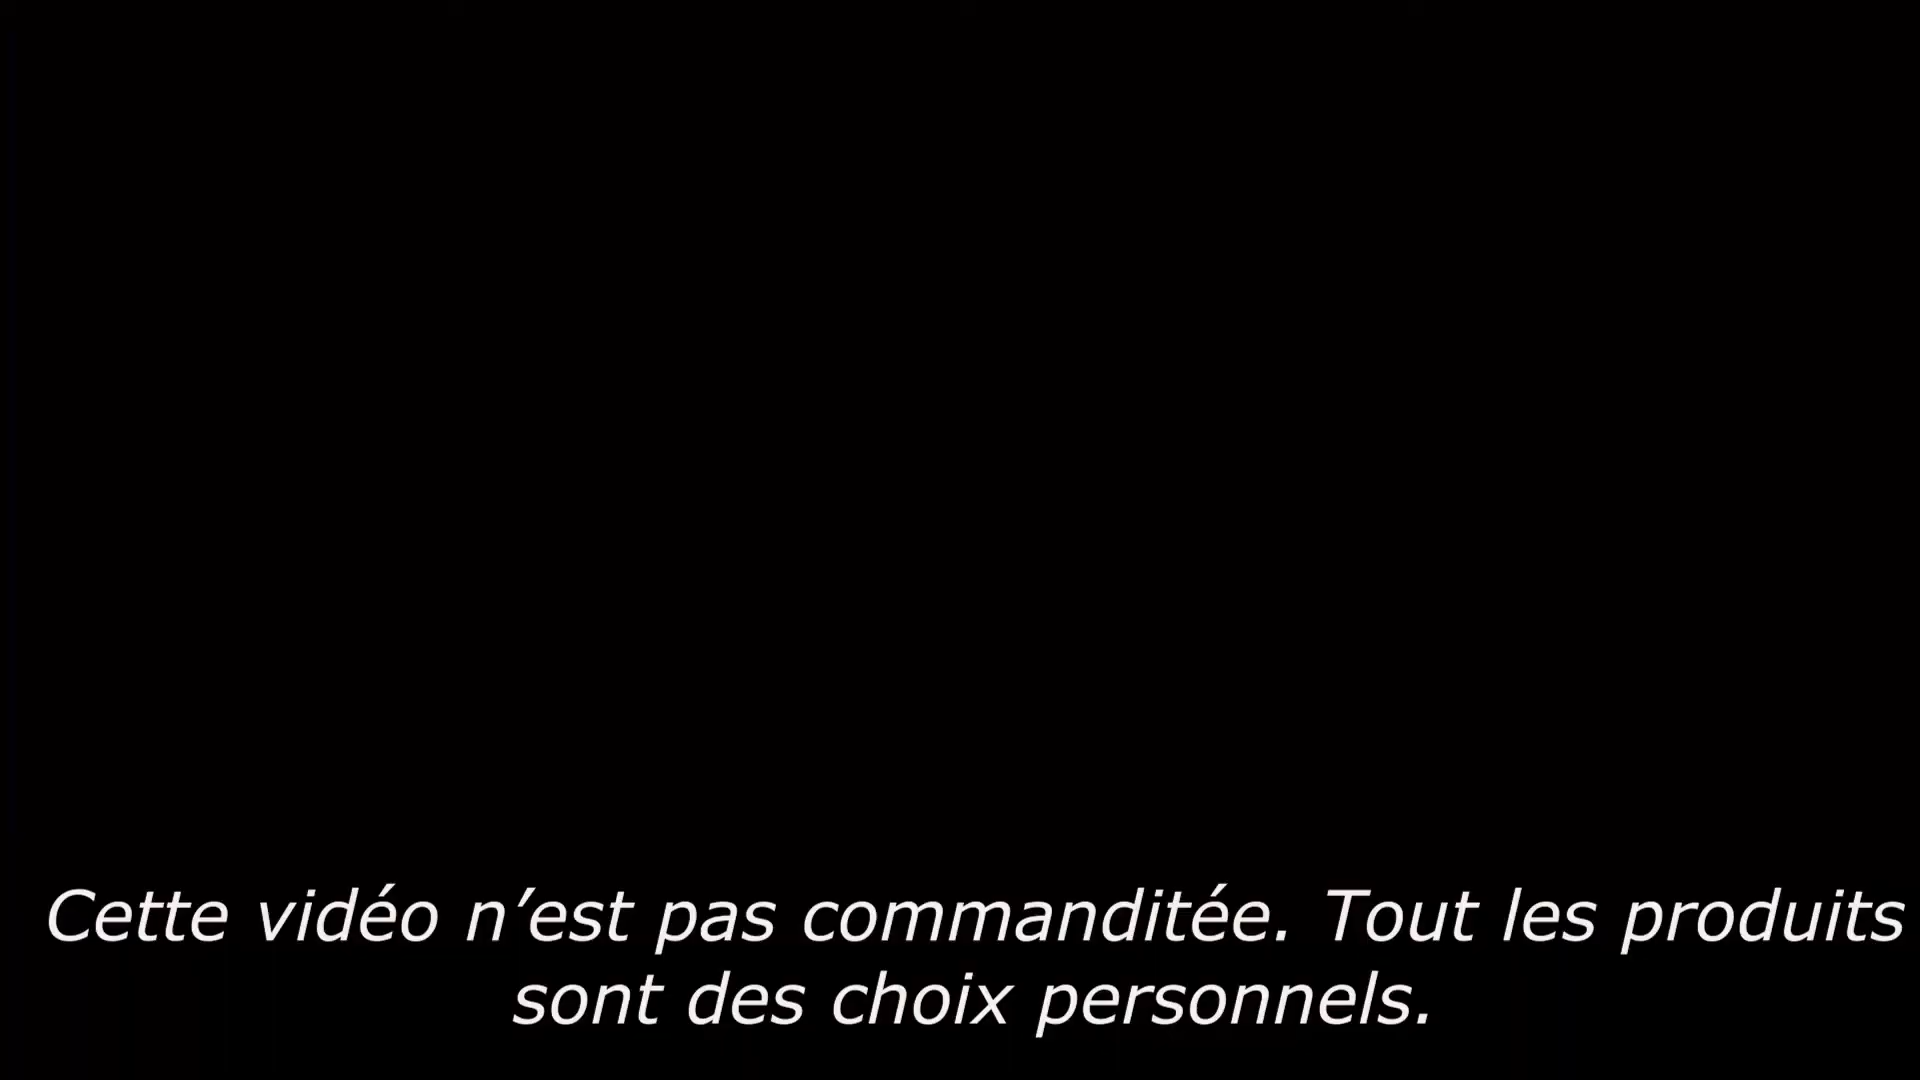 Cette vidéo n’est pas commanditée. Tout les produits
sont des choix personnels.